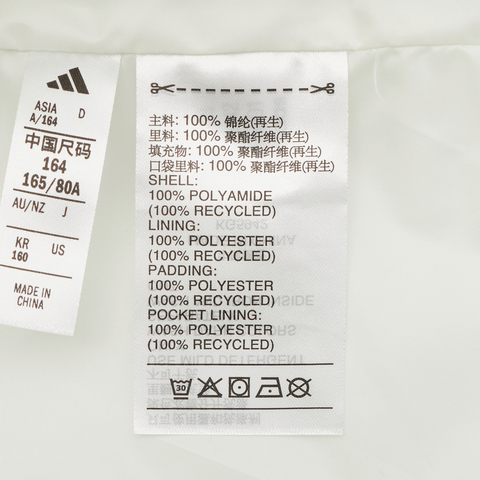 ASIA D
A/164
中国尺码
164
165/80A
AU/NZ J
KR US
160
MADE IN
CHINA
主料: 100% 锦纶(再生)
里料: 100% 聚酯纤维(再生)
填充物: 100% 聚酯纤维(再生)
口袋里料: 100% 聚酯纤维(再生)
SHELL:
100% POLYAMIDE
(100% RECYCLED)
LINING:
100% POLYESTER
(100% RECYCLED)
PADDING:
100% POLYESTER
(100% RECYCLED)
POCKET LINING:
100% POLYESTER
(100% RECYCLED)
30
USE MILD DETERGENT